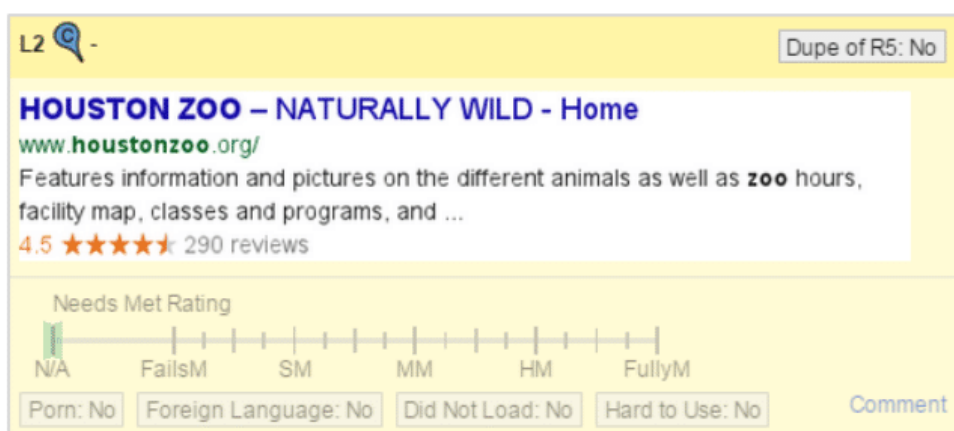 L2 C -
Dupe of R5: No
HOUSTON ZOO – NATURALLY WILD - Home
www.houstonzoo.org/
Features information and pictures on the different animals as well as zoo hours,
facility map, classes and programs, and ...
4.5 ★★★★★ 290 reviews
Needs Met Rating
N/A FailsM SM MM HM FullyM
Porn: No Foreign Language: No Did Not Load: No Hard to Use: No Comment